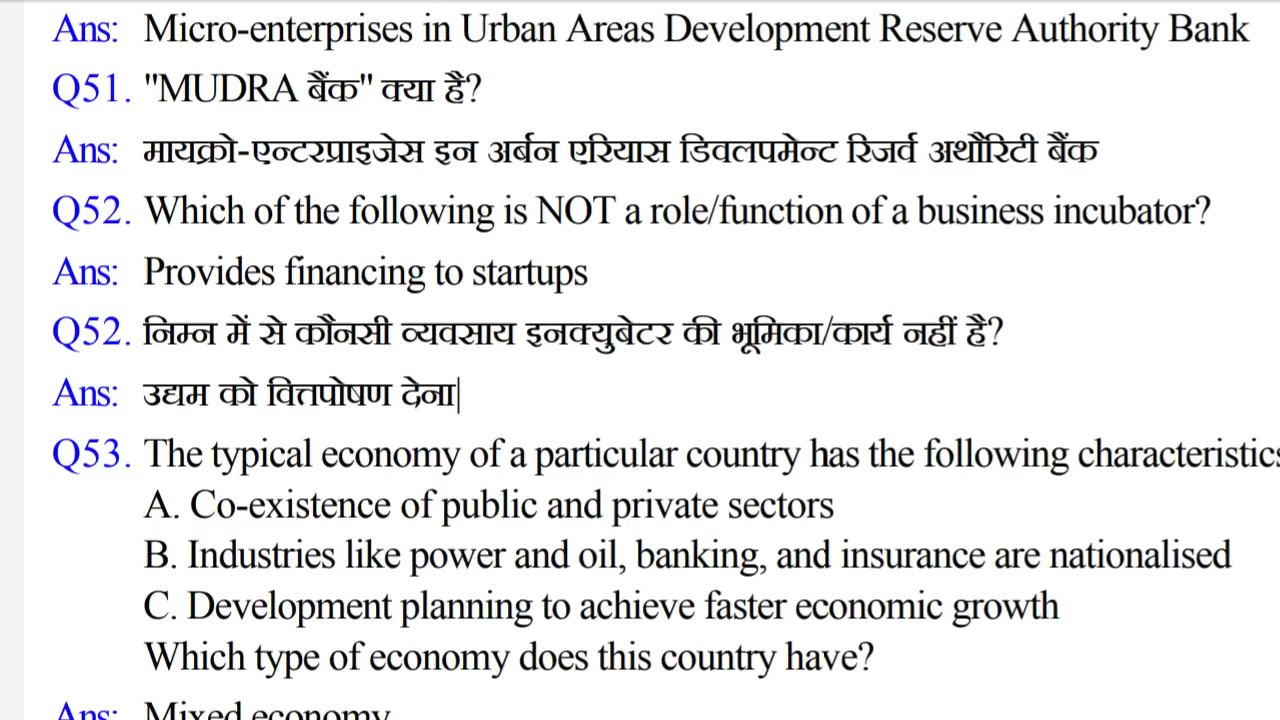 Ans: Micro-enterprises in Urban Areas Development Reserve Authority Bank
Q51. "MUDRA बैंक" क्या है?
Ans: मायक्रो-एन्टरप्राइजेस इन अर्बन एरियास डिवलपमेन्ट रिजर्व अथौरिटी बैंक
Q52. Which of the following is NOT a role/function of a business incubator?
Ans: Provides financing to startups
Q52. निम्न में से कौनसी व्यवसाय इनक्युबेटर की भूमिका/कार्य नहीं है?
Ans: उद्यम को वित्तपोषण देना|
Q53. The typical economy of a particular country has the following characteristics
A. Co-existence of public and private sectors
B. Industries like power and oil, banking, and insurance are nationalised
C. Development planning to achieve faster economic growth
Which type of economy does this country have?
Ans: Mixed economy